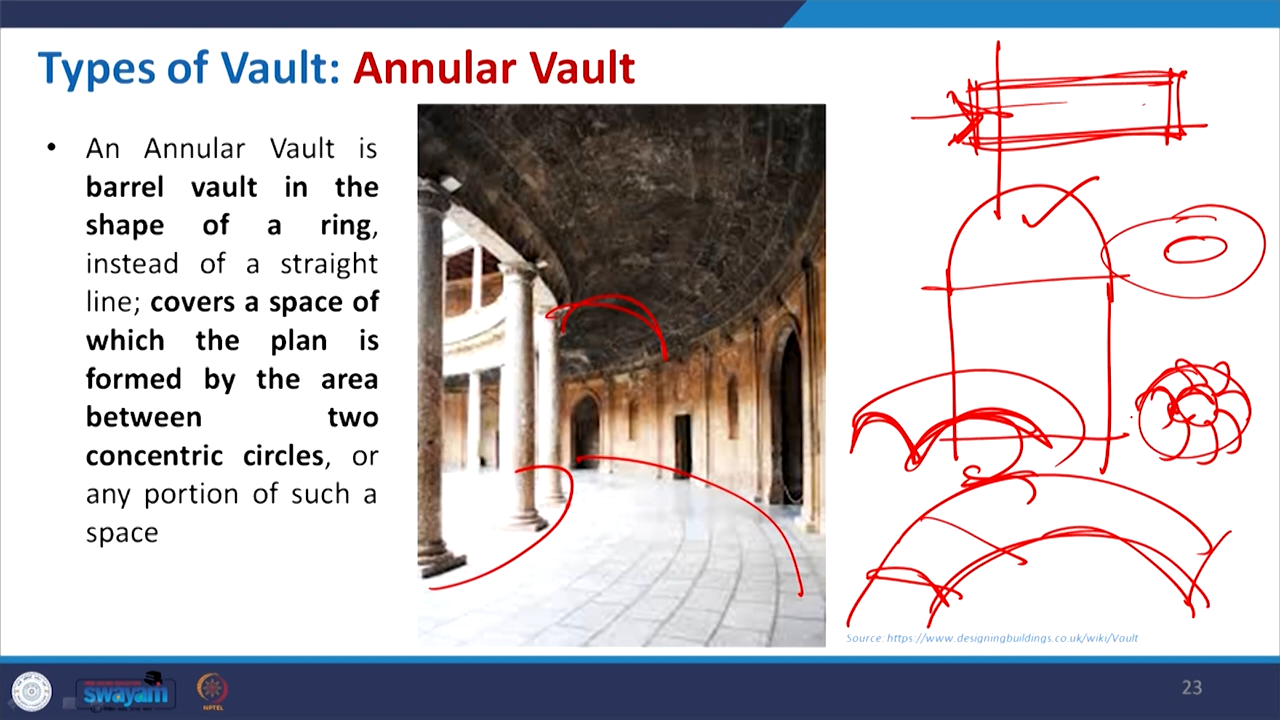 Types of Vault: Annular Vault
• An Annular Vault is
barrel vault in the
shape of a ring,
instead of a straight
line; covers a space of
which the plan is
formed by the area
between two
concentric circles, or
any portion of such a
space
Source: https://www.designingbuildings.co.uk/wiki/Vault
swayam
NPTEL
23